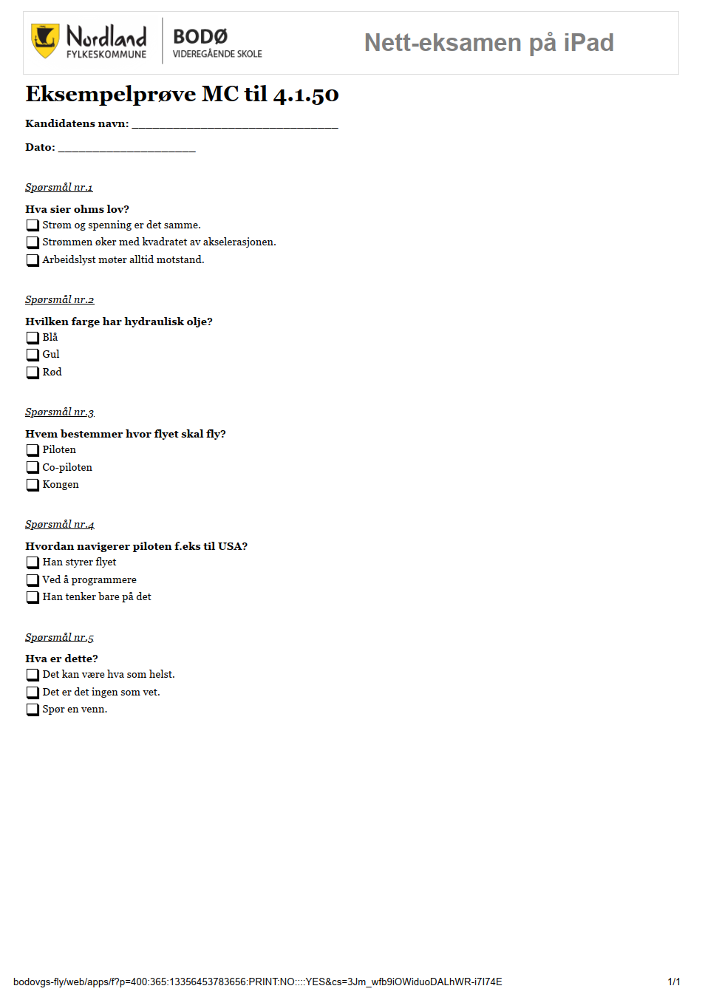 Nordland
FYLKESKOMMUNE
BODØ
VIDEREGÅENDE SKOLE
Nett-eksamen på iPad
Eksempelprøve MC til 4.1.50
Kandidatens navn: ______________________________
Dato: ____________________
Spørsmål nr.1
Hva sier ohms lov?
Strøm og spenning er det samme.
Strømmen øker med kvadratet av akselerasjonen.
Arbeidslyst møter alltid motstand.
Spørsmål nr.2
Hvilken farge har hydraulisk olje?
Blå
Gul
Rød
Spørsmål nr.3
Hvem bestemmer hvor flyet skal fly?
Piloten
Co-piloten
Kongen
Spørsmål nr.4
Hvordan navigerer piloten f.eks til USA?
Han styrer flyet
Ved å programmere
Han tenker bare på det
Spørsmål nr.5
Hva er dette?
Det kan være hva som helst.
Det er det ingen som vet.
Spør en venn.
bodovgs-fly/web/apps/f?p=400:365:13356453783656:PRINT:NO::::YES&cs=3Jm_wfb9iOWiduoDALhWR-i7I74E 1/1